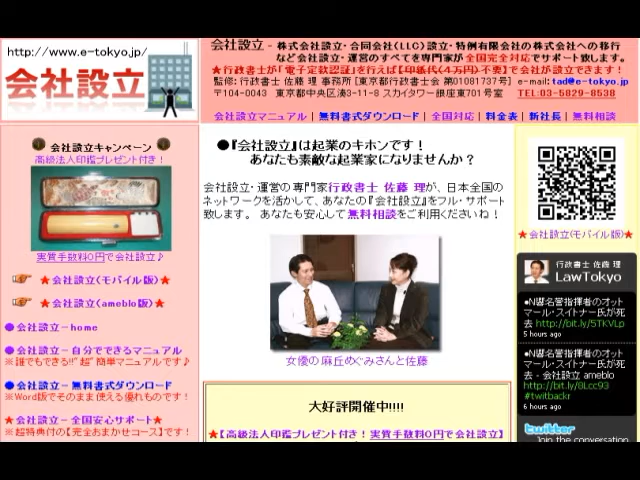 http://www.e-tokyo.jp/
会社設立
会社設立 - 株式会社設立・合同会社(LLC)設立・特例有限会社の株式会社への移行
など会社設立・運営のすべてを専門家が全国完全対応でサポート致します。
★行政書士が「電子定款認証」を行えば【印紙代(4万円)不要】で会社が設立できます！
監修: 行政書士 佐藤 理 事務所 [東京都行政書士会 第01081737号] e-mail: tad@e-tokyo.jp
〒104-0043 東京都中央区湊3-11-8 スカイタワー銀座東701号室 TEL:03-5829-8538
会社設立マニュアル | 無料書式ダウンロード | 全国対応 | 料金表 | 新社長 | 無料相談
会社設立キャンペーン
高級法人印鑑プレゼント付き！
実質手数料0円で会社設立♪
★会社設立(モバイル版)★
★会社設立(ameblo版)★
●会社設立－home
●会社設立－自分でできるマニュアル
※誰でもできる!!"超"簡単マニュアルです♪
●会社設立－無料書式ダウンロード
※Word版でそのまま使える優れものです！
★会社設立－全国安心サポート★
※超特典付の【完全おまかせコース】です！
●『会社設立』は起業のキホンです！
あなたも素敵な起業家になりませんか？
会社設立・運営の専門家行政書士 佐藤 理が、日本全国の
ネットワークを活かして、あなたの『会社設立』をフル・サポート
致します。 あなたも安心して無料相談をご利用くださいね！
女優の麻丘めぐみさんと佐藤
大好評開催中!!!!
★【高級法人印鑑プレゼント付き！実質手数料0円で会社設立】
★会社設立(モバイル版)★
行政書士 佐藤 理
LawTokyo
●N響名誉指揮者のオット
マール・スイトナー氏が死
去 http://bit.ly/5TKVLp
5 hours ago
●N響名誉指揮者のオット
マール・スイトナー氏が死
去 - 会社設立 ameblo
http://bit.ly/8Lcc93
#twitbackr
6 hours ago
twitter
Join the conversation